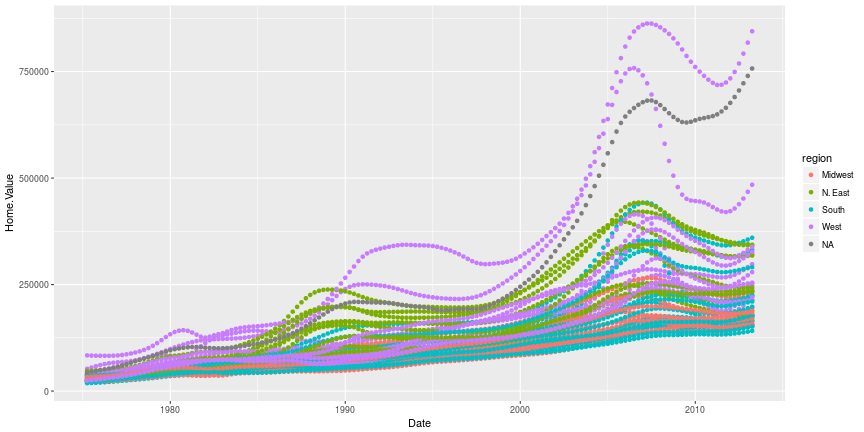 750000
500000
250000
0
Home.Value
1980
1990
2000
2010
Date
region
Midwest
N. East
South
West
NA